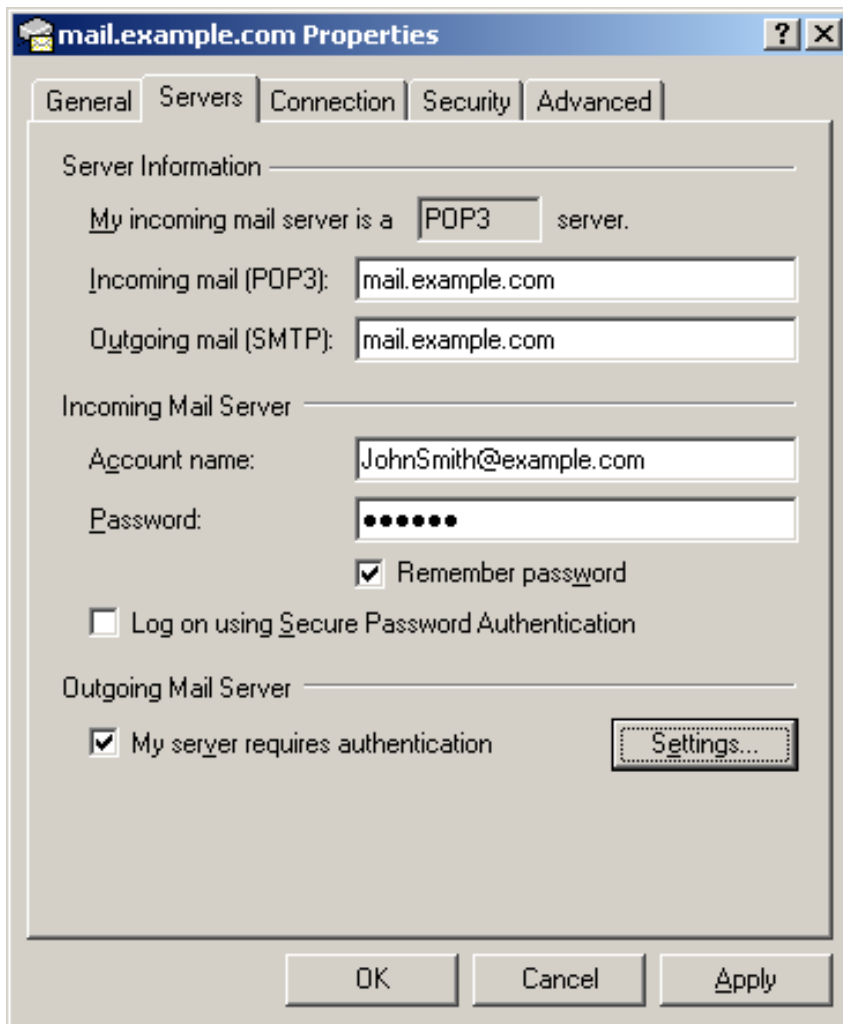 mail.example.com Properties
General Servers Connection Security Advanced
Server Information
My incoming mail server is a POP3 server.
Incoming mail (POP3): mail.example.com
Outgoing mail (SMTP): mail.example.com
Incoming Mail Server
Account name: JohnSmith@example.com
Password: ●●●●●●
Remember password
Log on using Secure Password Authentication
Outgoing Mail Server
My server requires authentication Settings...
OK Cancel Apply